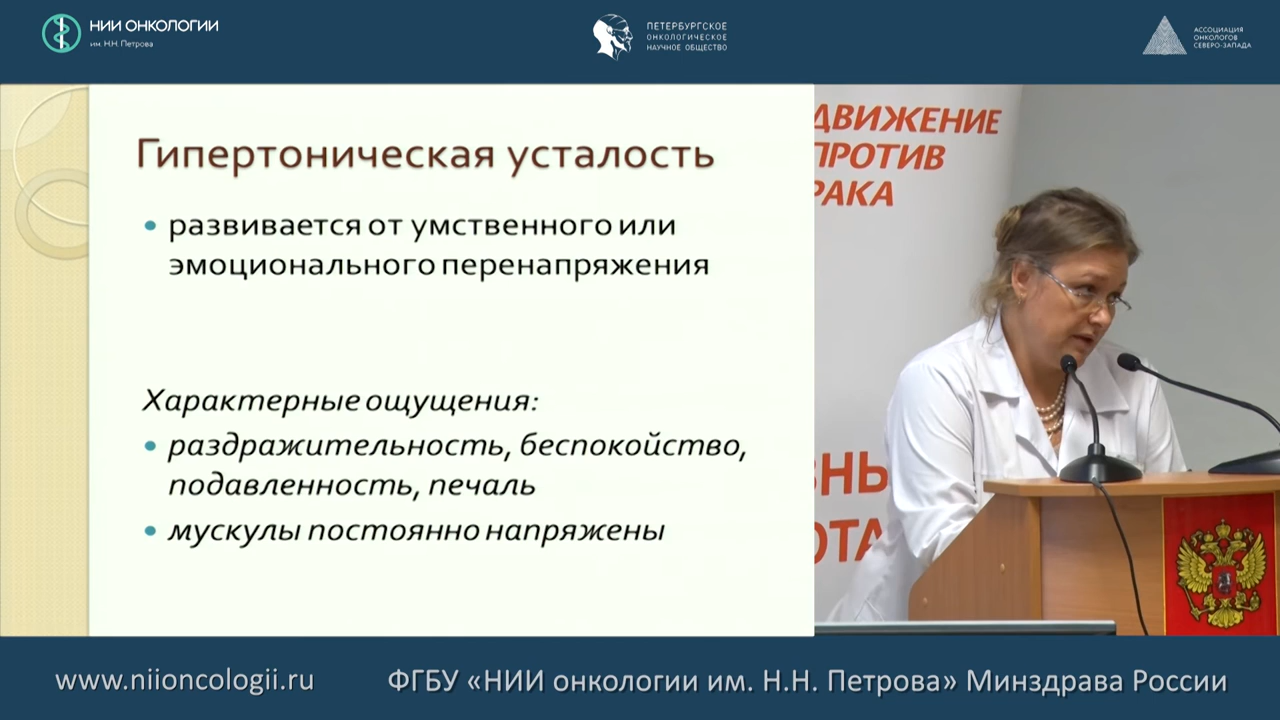 НИИ ОНКОЛОГИИ
им. Н.Н. Петрова
ПЕТЕРБУРГСКОЕ
ОНКОЛОГИЧЕСКОЕ
НАУЧНОЕ ОБЩЕСТВО
АССОЦИАЦИЯ
ОНКОЛОГОВ
СЕВЕРО-ЗАПАДА
Гипертоническая усталость
• развивается от умственного или
эмоционального перенапряжения
Характерные ощущения:
• раздражительность, беспокойство,
подавленность, печаль
• мускулы постоянно напряжены
ДВИЖЕНИЕ
ПРОТИВ
РАКА
www.niioncologii.ru
ФГБУ «НИИ онкологии им. Н.Н. Петрова» Минздрава России